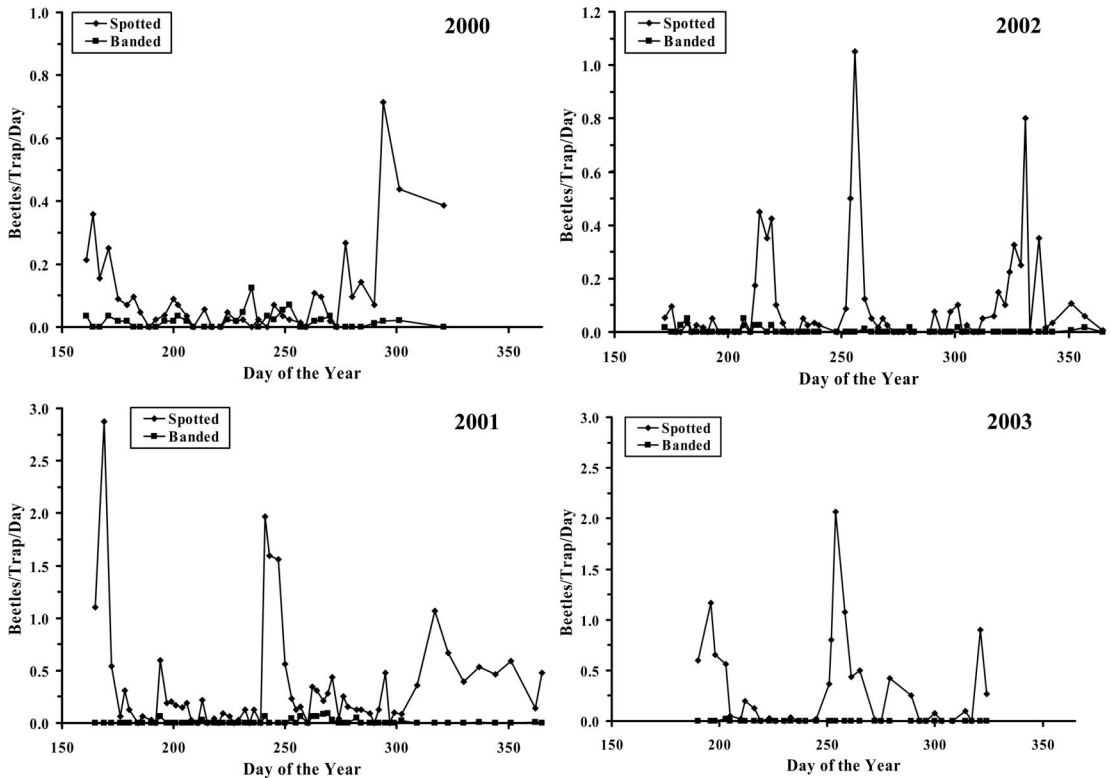 2000
Spotted
Banded
Beetles/Trap/Day
1.0
0.8
0.6
0.4
0.2
0.0
150 200 250 300 350
Day of the Year
2002
Spotted
Banded
Beetles/Trap/Day
1.2
1.0
0.8
0.6
0.4
0.2
0.0
150 200 250 300 350
Day of the Year
2001
Spotted
Banded
Beetles/Trap/Day
3.0
2.5
2.0
1.5
1.0
0.5
0.0
150 200 250 300 350
Day of the Year
2003
Spotted
Banded
Beetles/Trap/Day
3.0
2.5
2.0
1.5
1.0
0.5
0.0
150 200 250 300 350
Day of the Year